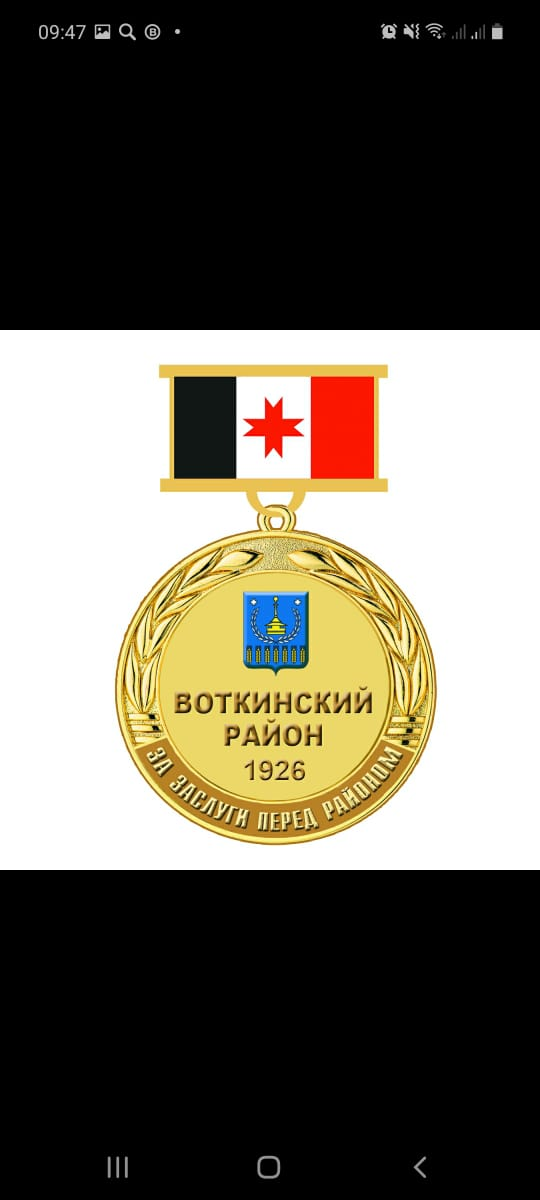 09:47
ВОТКИНСКИЙ
РАЙОН
1926
ЗА ЗАСЛУГИ ПЕРЕД РАЙОНОМ